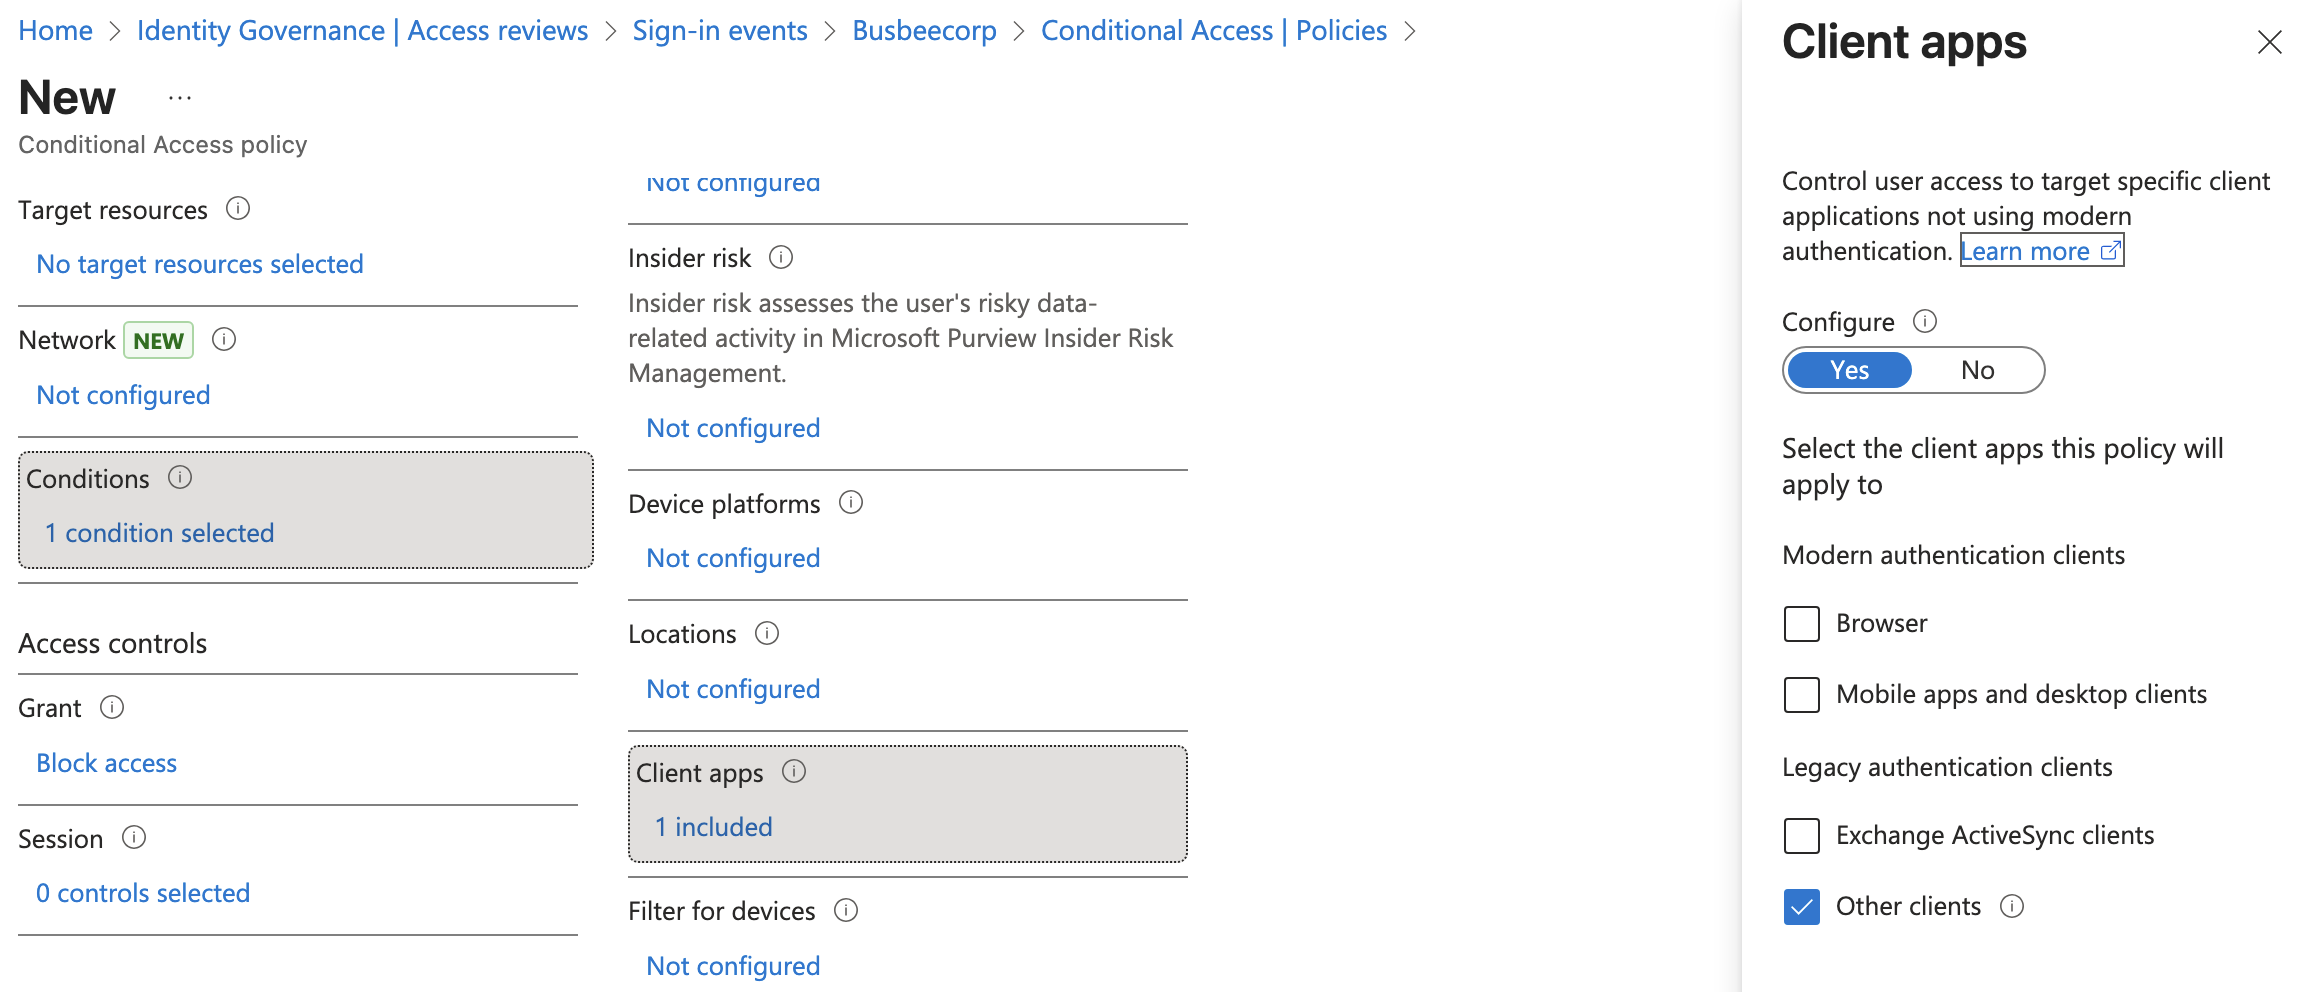 Home > Identity Governance | Access reviews > Sign-in events > Busbeecorp > Conditional Access | Policies >
New ...
Conditional Access policy
Target resources
No target resources selected
Network NEW
Not configured
Conditions
1 condition selected
Access controls
Grant
Block access
Session
0 controls selected
Not configured
Insider risk
Insider risk assesses the user's risky data-
related activity in Microsoft Purview Insider Risk
Management.
Not configured
Device platforms
Not configured
Locations
Not configured
Client apps
1 included
Filter for devices
Not configured
Client apps
Control user access to target specific client
applications not using modern
authentication. Learn more
Configure
Yes No
Select the client apps this policy will
apply to
Modern authentication clients
Browser
Mobile apps and desktop clients
Legacy authentication clients
Exchange ActiveSync clients
Other clients